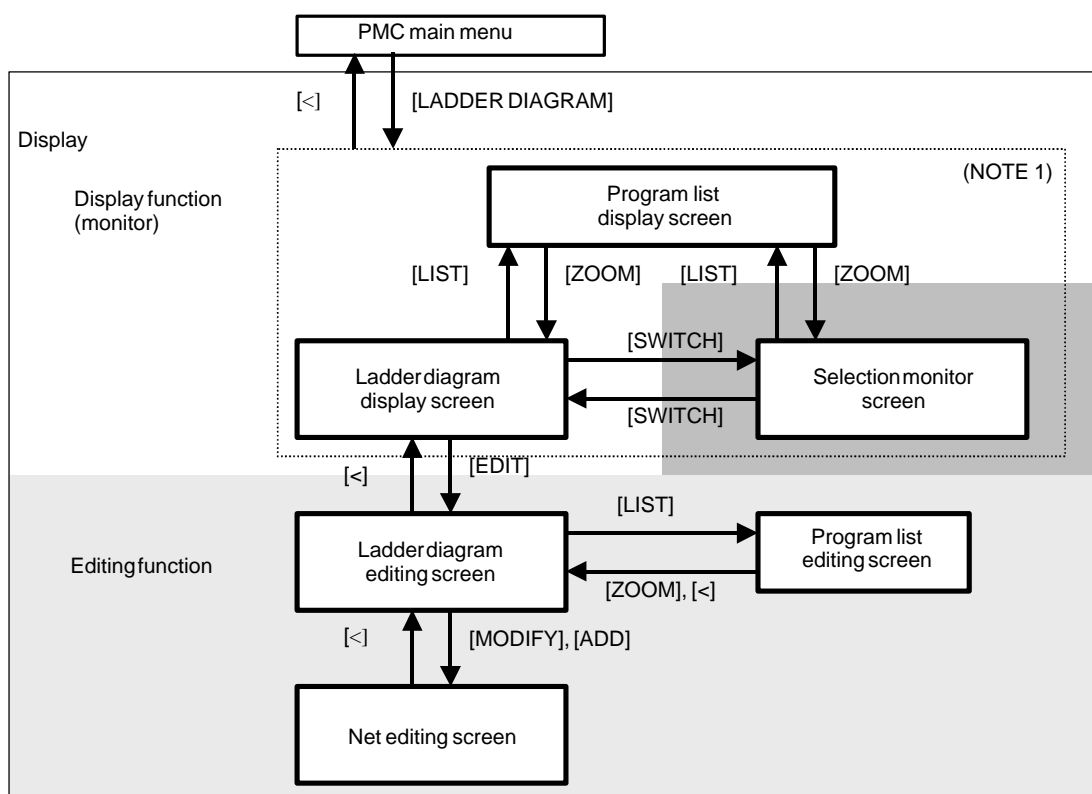 PMC main menu
[<]
[LADDER DIAGRAM]
Display
Display function
(monitor)
(NOTE 1)
Program list
display screen
[LIST]
[ZOOM]
[LIST]
[ZOOM]
[SWITCH]
Ladder diagram
display screen
Selection monitor
screen
[SWITCH]
[<]
[EDIT]
Editing function
Ladder diagram
editing screen
[LIST]
Program list
editing screen
[ZOOM], [<]
[<]
[MODIFY], [ADD]
Net editing screen